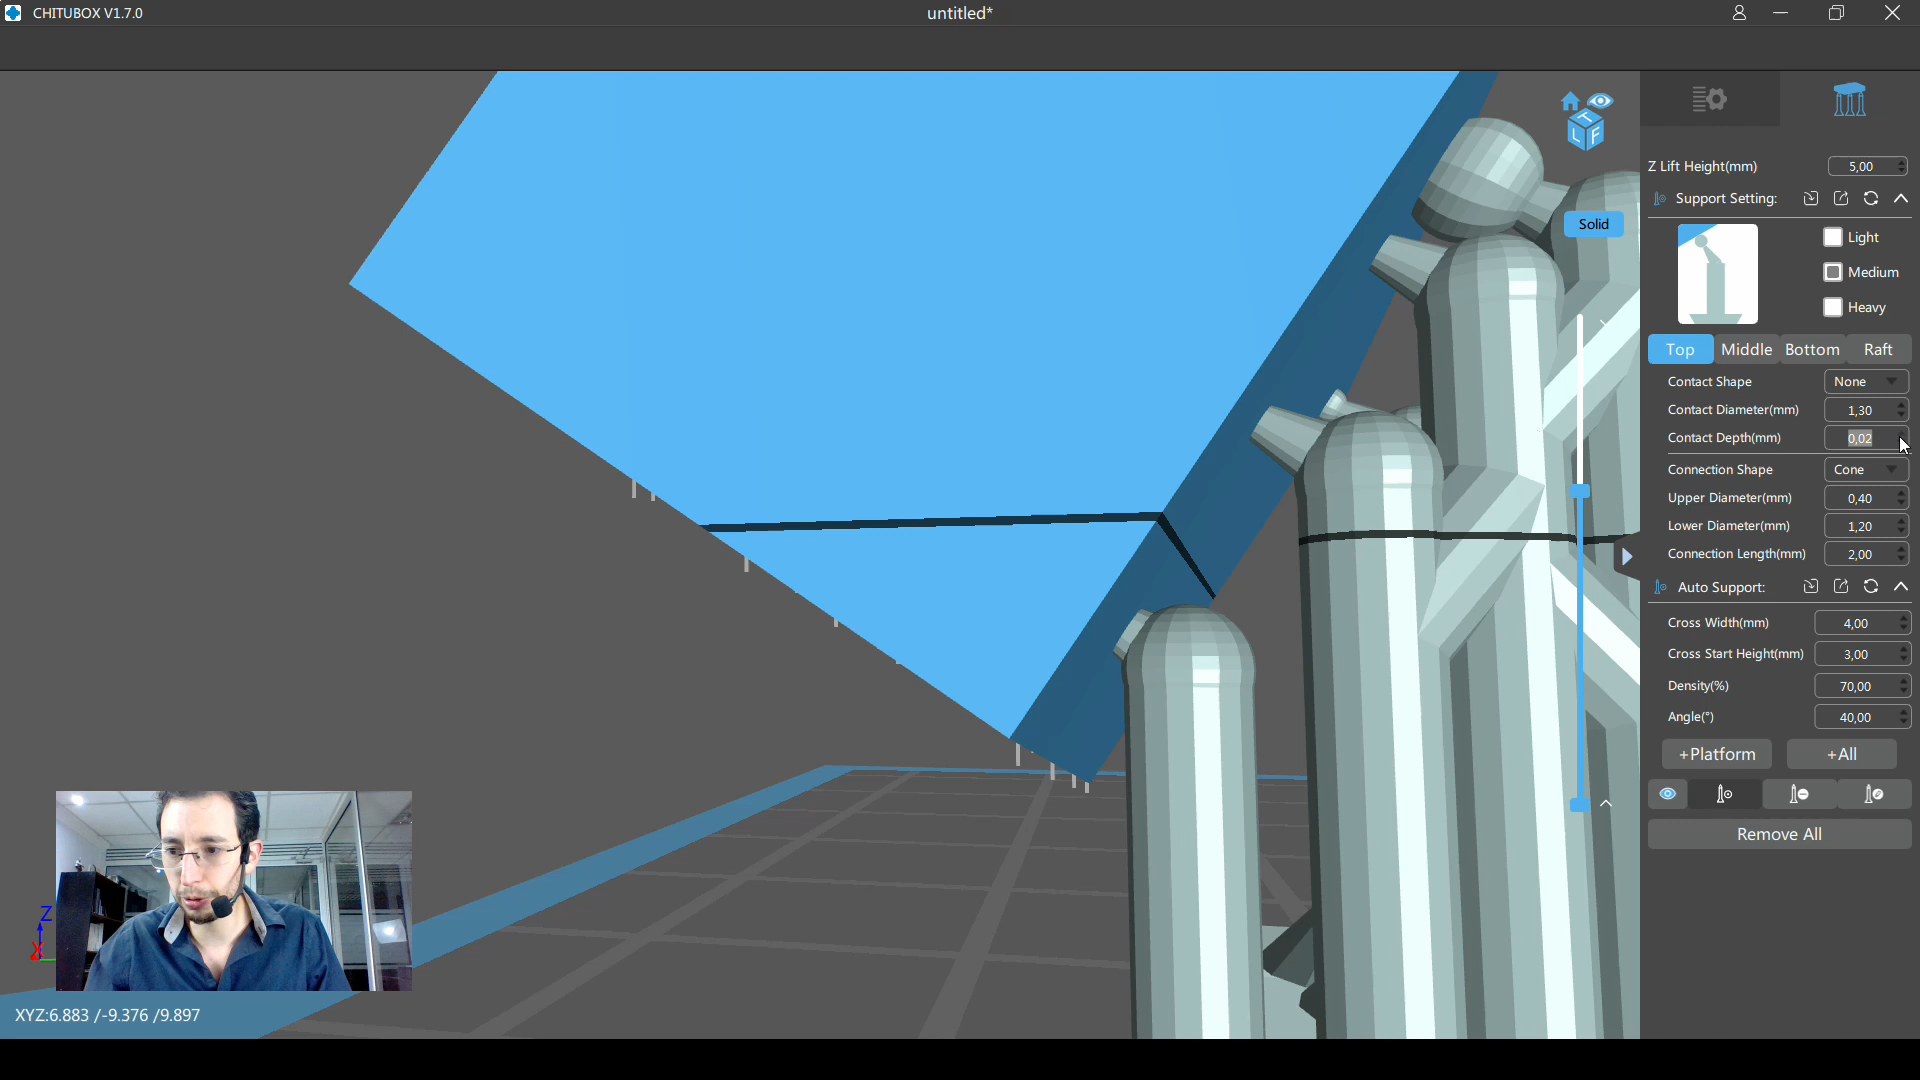 CHITUBOX V1.7.0
untitled*
Z Lift Height(mm) 5,00
Support Setting:
T
L F
Solid
Light
Medium
Heavy
Top Middle Bottom Raft
Contact Shape None
Contact Diameter(mm) 1,30
Contact Depth(mm) 0,02
Connection Shape Cone
Upper Diameter(mm) 0,40
Lower Diameter(mm) 1,20
Connection Length(mm) 2,00
Auto Support:
Cross Width(mm) 4,00
Cross Start Height(mm) 3,00
Density(%) 70,00
Angle(°) 40,00
+Platform +All
Remove All
Z
X
XYZ:6.883 /-9.376 /9.897